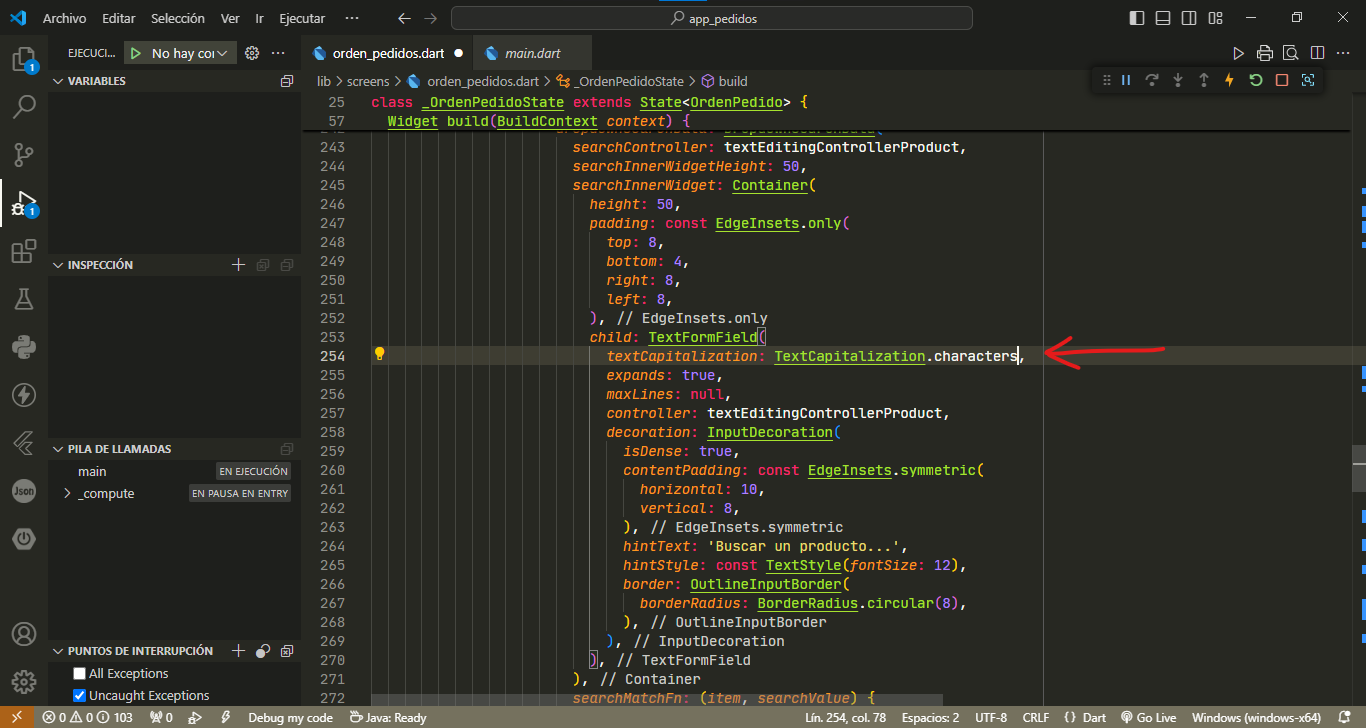 Archivo Editar Selección Ver Ir Ejecutar ··· app_pedidos
EJECUCI... No hay cor orden_pedidos.dart main.dart
VARIABLES
lib > screens > orden_pedidos.dart > _OrdenPedidoState > build
25 class _OrdenPedidoState extends State<OrdenPedido> {
57 Widget build(BuildContext context) {
243 searchController: textEditingControllerProduct,
244 searchInnerWidgetHeight: 50,
245 searchInnerWidget: Container(
246 height: 50,
247 padding: const EdgeInsets.only(
248 top: 8,
249 bottom: 4,
250 right: 8,
251 left: 8,
252 ), // EdgeInsets.only
253 child: TextFormField(
254 textCapitalization: TextCapitalization.characters,
255 expands: true,
256 maxLines: null,
257 controller: textEditingControllerProduct,
258 decoration: InputDecoration(
259 isDense: true,
260 contentPadding: const EdgeInsets.symmetric(
261 horizontal: 10,
262 vertical: 8,
263 ), // EdgeInsets.symmetric
264 hintText: 'Buscar un producto...',
265 hintStyle: const TextStyle(fontSize: 12),
266 border: OutlineInputBorder(
267 borderRadius: BorderRadius.circular(8),
268 ), // OutlineInputBorder
269 ), // InputDecoration
270 ), // TextFormField
271 ), // Container
272 searchMatchFn: (item, searchValue) {
INSPECCIÓN
PILA DE LLAMADAS
main EN EJECUCIÓN
_compute EN PAUSA EN ENTRY
PUNTOS DE INTERRUPCIÓN
All Exceptions
Uncaught Exceptions
1
1
Json
0 0 103 0 Debug my code Java: Ready Lín. 254, col. 78 Espacios: 2 UTF-8 CRLF {} Dart Go Live Windows (windows-x64)